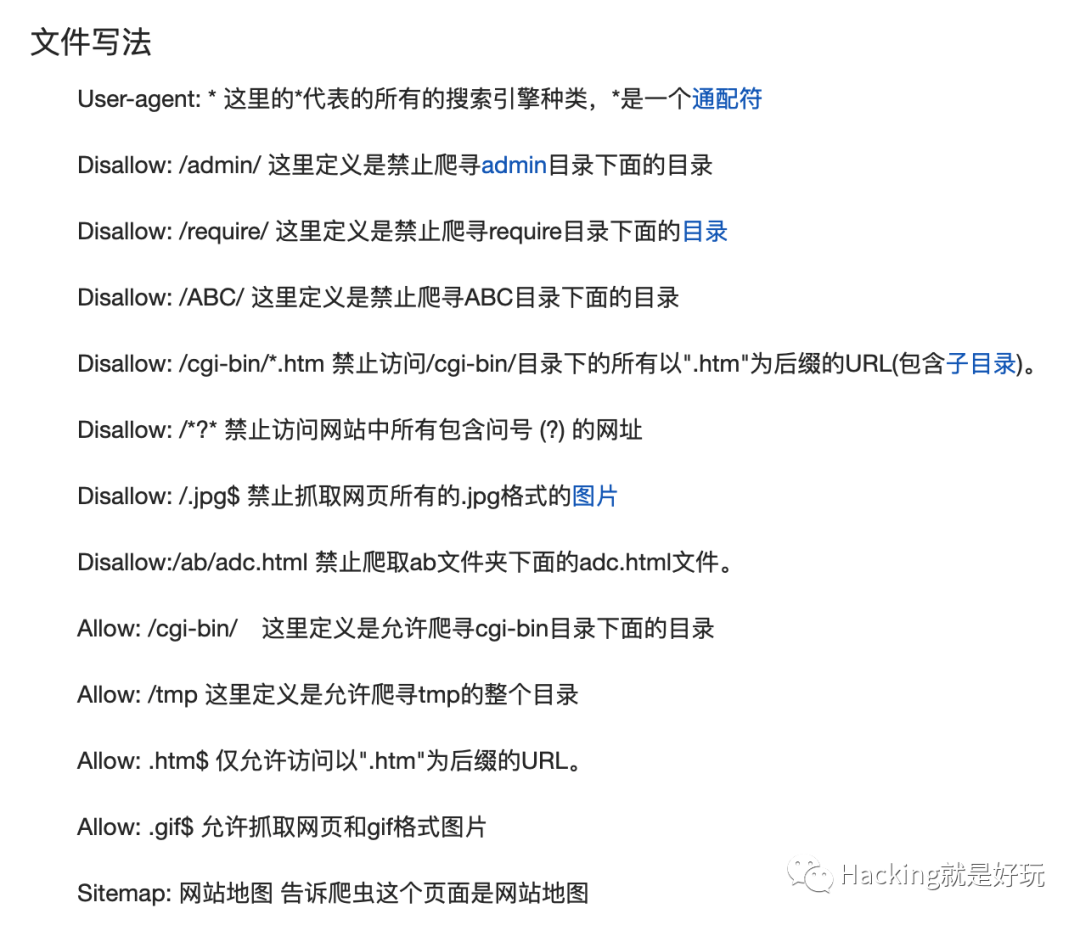 文件写法
User-agent: * 这里的*代表的所有的搜索引擎种类，*是一个通配符
Disallow: /admin/ 这里定义是禁止爬寻admin目录下面的目录
Disallow: /require/ 这里定义是禁止爬寻require目录下面的目录
Disallow: /ABC/ 这里定义是禁止爬寻ABC目录下面的目录
Disallow: /cgi-bin/*.htm 禁止访问/cgi-bin/目录下的所有以".htm"为后缀的URL(包含子目录)。
Disallow: /*?* 禁止访问网站中所有包含问号 (?) 的网址
Disallow: /.jpg$ 禁止抓取网页所有的.jpg格式的图片
Disallow:/ab/adc.html 禁止爬取ab文件夹下面的adc.html文件。
Allow: /cgi-bin/　这里定义是允许爬寻cgi-bin目录下面的目录
Allow: /tmp 这里定义是允许爬寻tmp的整个目录
Allow: .htm$ 仅允许访问以".htm"为后缀的URL。
Allow: .gif$ 允许抓取网页和gif格式图片
Sitemap: 网站地图 告诉爬虫这个页面是网站地图
Hacking就是好玩